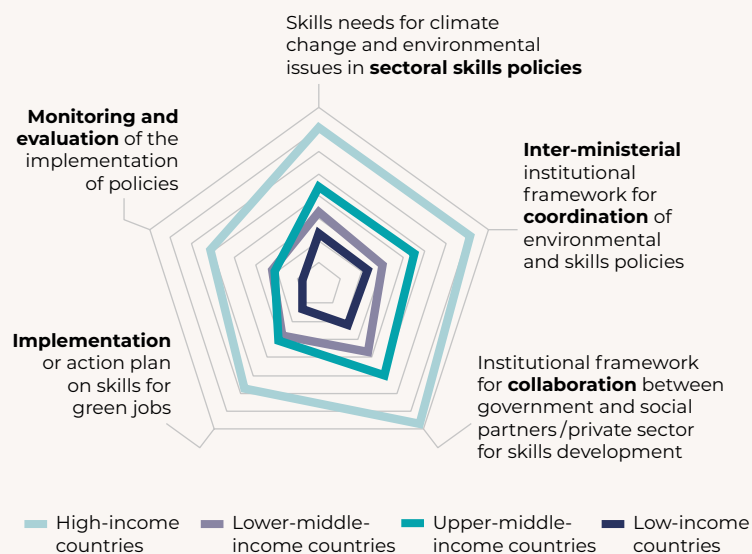 Skills needs for climate
change and environmental
issues in sectoral skills policies
Monitoring and
evaluation of the
implementation
of policies
Inter-ministerial
institutional
framework for
coordination of
environmental
and skills policies
Implementation
or action plan
on skills for
green jobs
Institutional framework
for collaboration between
government and social
partners/private sector
for skills development
High-income
countries
Lower-middle-
income countries
Upper-middle-
income countries
Low-income
countries